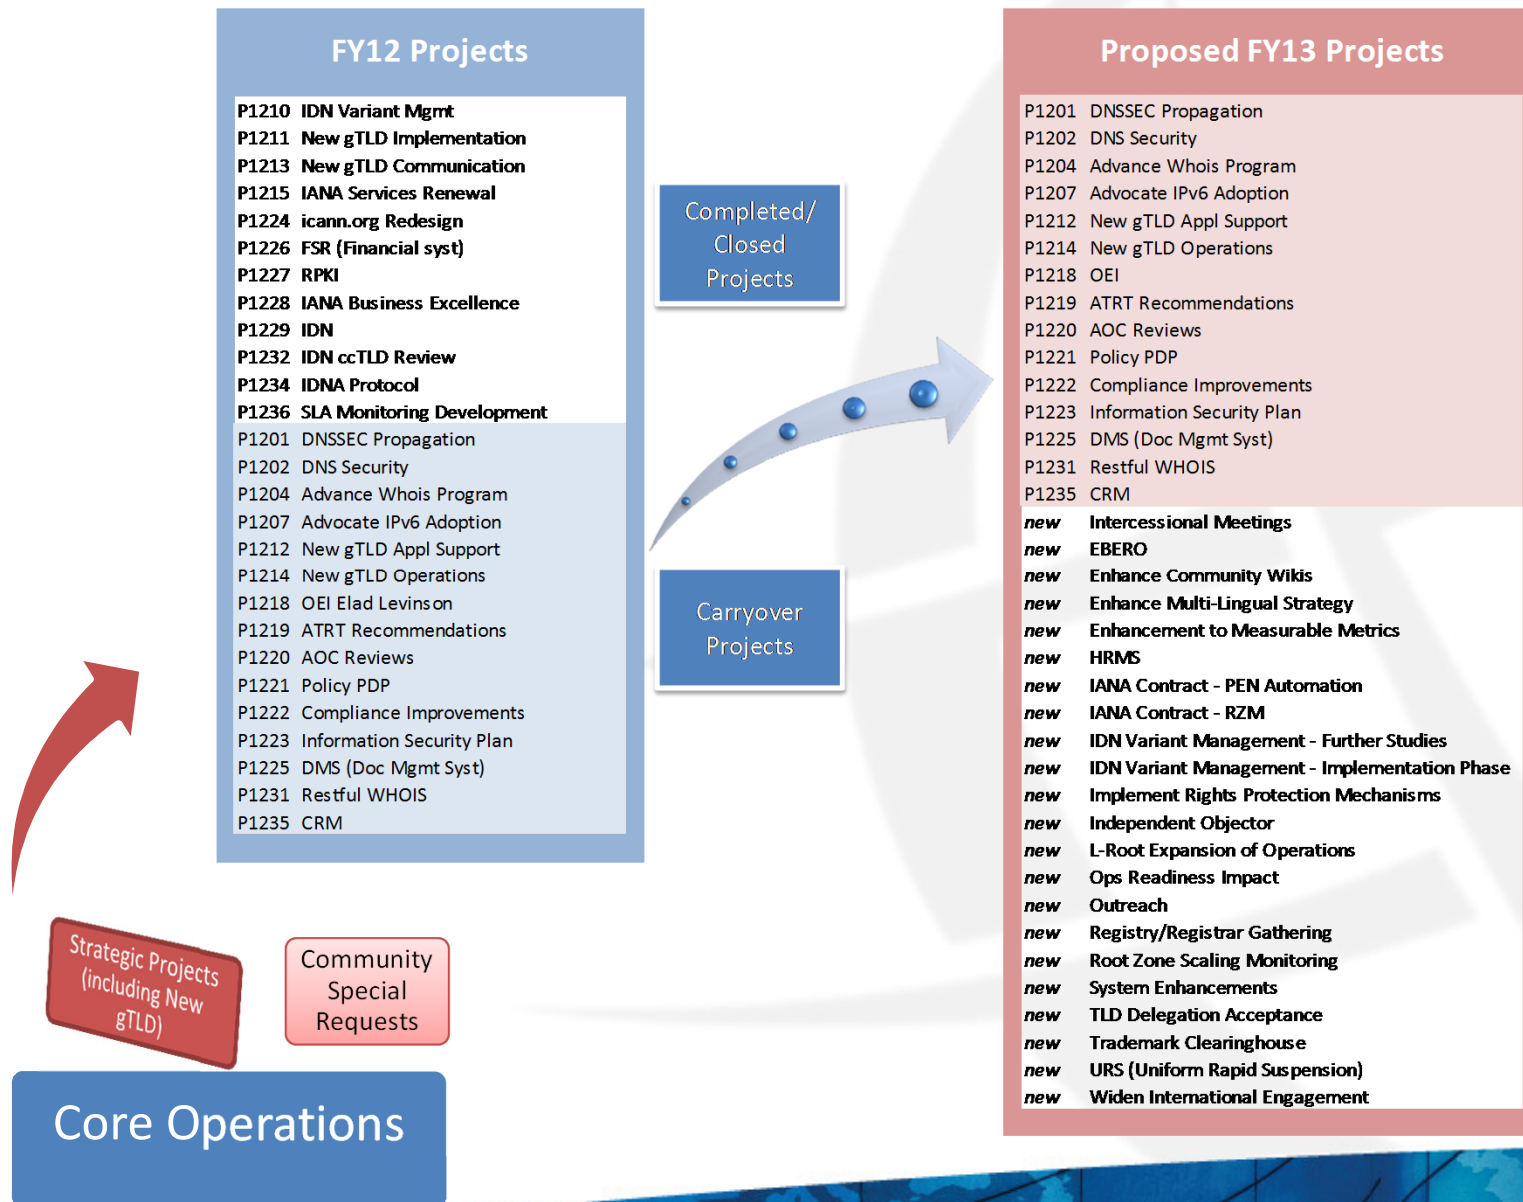 FY12 Projects
P1210 IDN Variant Mgmt
P1211 New gTLD Implementation
P1213 New gTLD Communication
P1215 IANA Services Renewal
P1224 icann.org Redesign
P1226 FSR (Financial syst)
P1227 RPKI
P1228 IANA Business Excellence
P1229 IDN
P1232 IDN ccTLD Review
P1234 IDNA Protocol
P1236 SLA Monitoring Development
P1201 DNSSEC Propagation
P1202 DNS Security
P1204 Advance Whois Program
P1207 Advocate IPv6 Adoption
P1212 New gTLD Appl Support
P1214 New gTLD Operations
P1218 OEI Elad Levinson
P1219 ATRT Recommendations
P1220 AOC Reviews
P1221 Policy PDP
P1222 Compliance Improvements
P1223 Information Security Plan
P1225 DMS (Doc Mgmt Syst)
P1231 Restful WHOIS
P1235 CRM
Completed/
Closed
Projects
Carryover
Projects
Proposed FY13 Projects
P1201 DNSSEC Propagation
P1202 DNS Security
P1204 Advance Whois Program
P1207 Advocate IPv6 Adoption
P1212 New gTLD Appl Support
P1214 New gTLD Operations
P1218 OEI
P1219 ATRT Recommendations
P1220 AOC Reviews
P1221 Policy PDP
P1222 Compliance Improvements
P1223 Information Security Plan
P1225 DMS (Doc Mgmt Syst)
P1231 Restful WHOIS
P1235 CRM
new Intercessional Meetings
new EBERO
new Enhance Community Wikis
new Enhance Multi-Lingual Strategy
new Enhancement to Measurable Metrics
new HRMS
new IANA Contract - PEN Automation
new IANA Contract - RZM
new IDN Variant Management - Further Studies
new IDN Variant Management - Implementation Phase
new Implement Rights Protection Mechanisms
new Independent Objector
new L-Root Expansion of Operations
new Ops Readiness Impact
new Outreach
new Registry/Registrar Gathering
new Root Zone Scaling Monitoring
new System Enhancements
new TLD Delegation Acceptance
new Trademark Clearinghouse
new URS (Uniform Rapid Suspension)
new Widen International Engagement
Strategic Projects
(including New
gTLD)
Community
Special
Requests
Core Operations